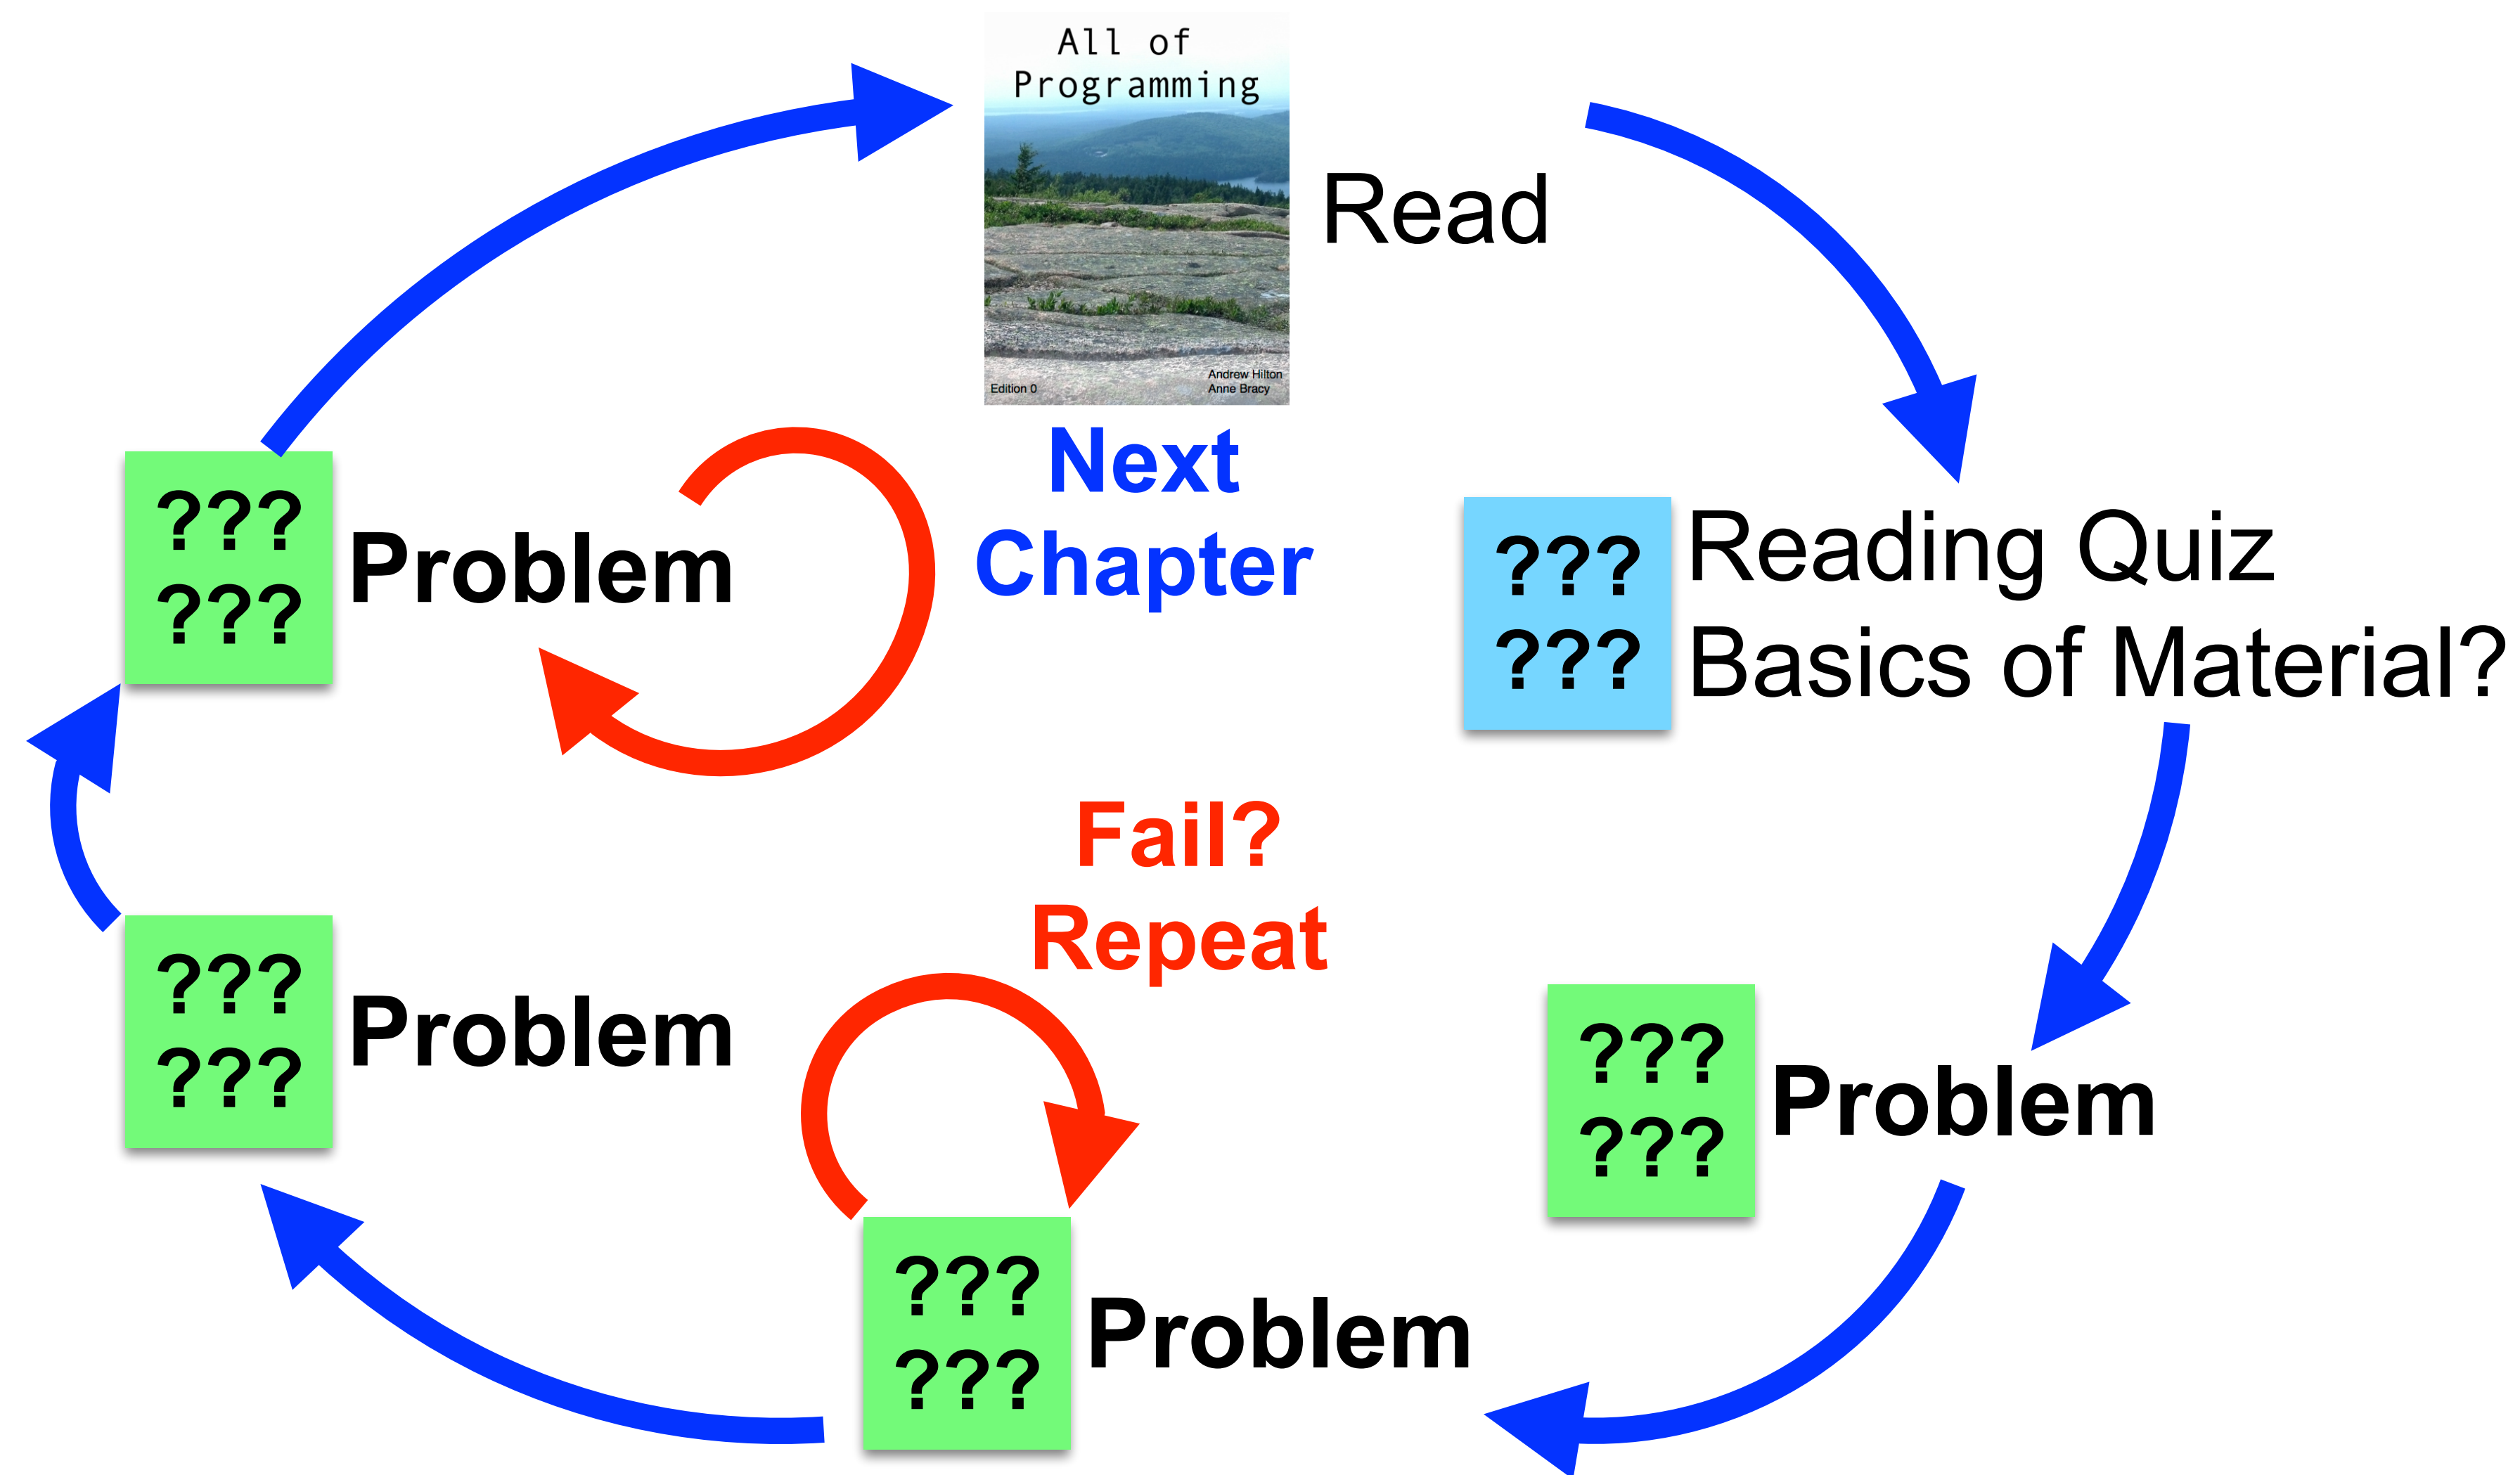 All of
Programming
Edition 0
Andrew Hilton
Anne Bracy
Read
Next
Chapter
???
???
Reading Quiz
Basics of Material?
???
???
Problem
???
???
Problem
???
???
Problem
???
???
Problem
Fail?
Repeat